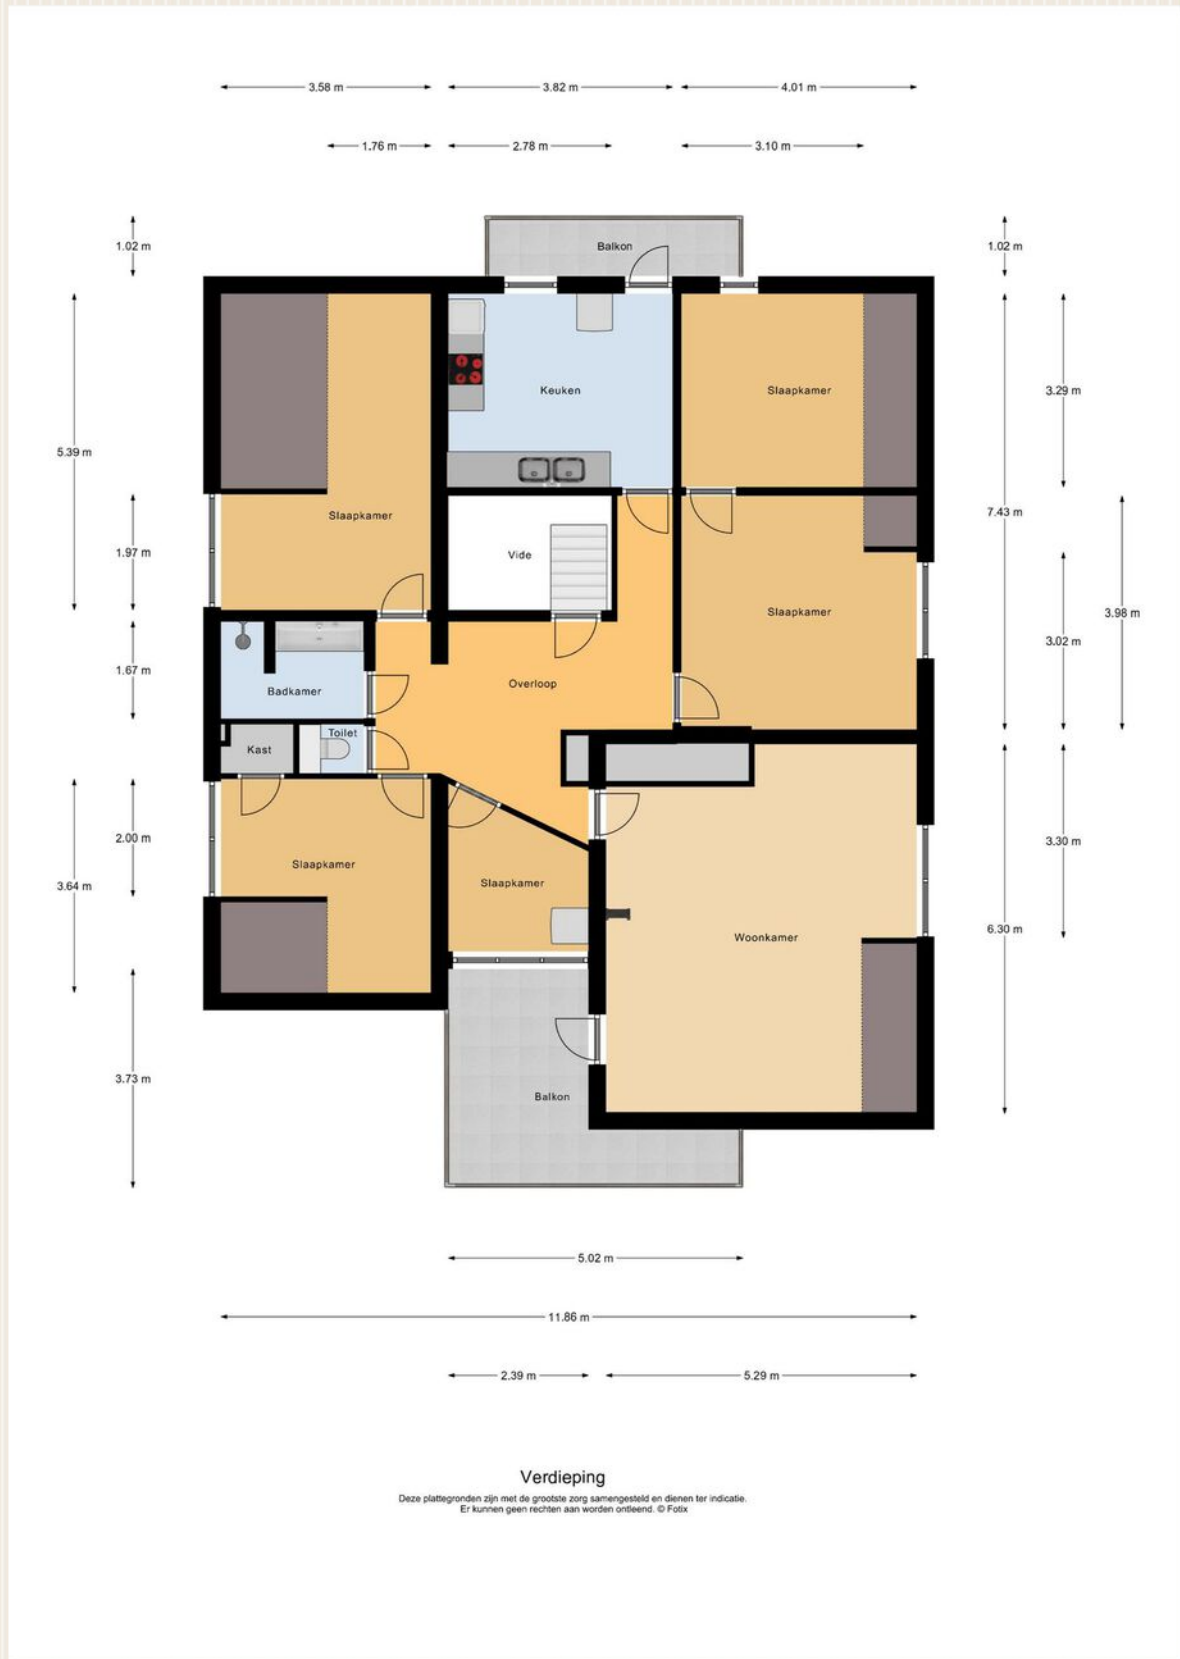 3.58 m
3.82 m
4.01 m
1.76 m
2.78 m
3.10 m
1.02 m
Balkon
1.02 m
5.39 m
Keuken
Slaapkamer
3.29 m
7.43 m
Slaapkamer
1.97 m
Vide
Slaapkamer
3.98 m
3.02 m
1.67 m
Badkamer
Overloop
Toilet
Kast
2.00 m
3.64 m
Slaapkamer
Slaapkamer
3.30 m
Woonkamer
6.30 m
3.73 m
Balkon
5.02 m
11.86 m
2.39 m
5.29 m
Verdieping
Deze plattegronden zijn met de grootste zorg samengesteld en dienen ter indicatie.
Er kunnen geen rechten aan worden ontleend. © Fotix